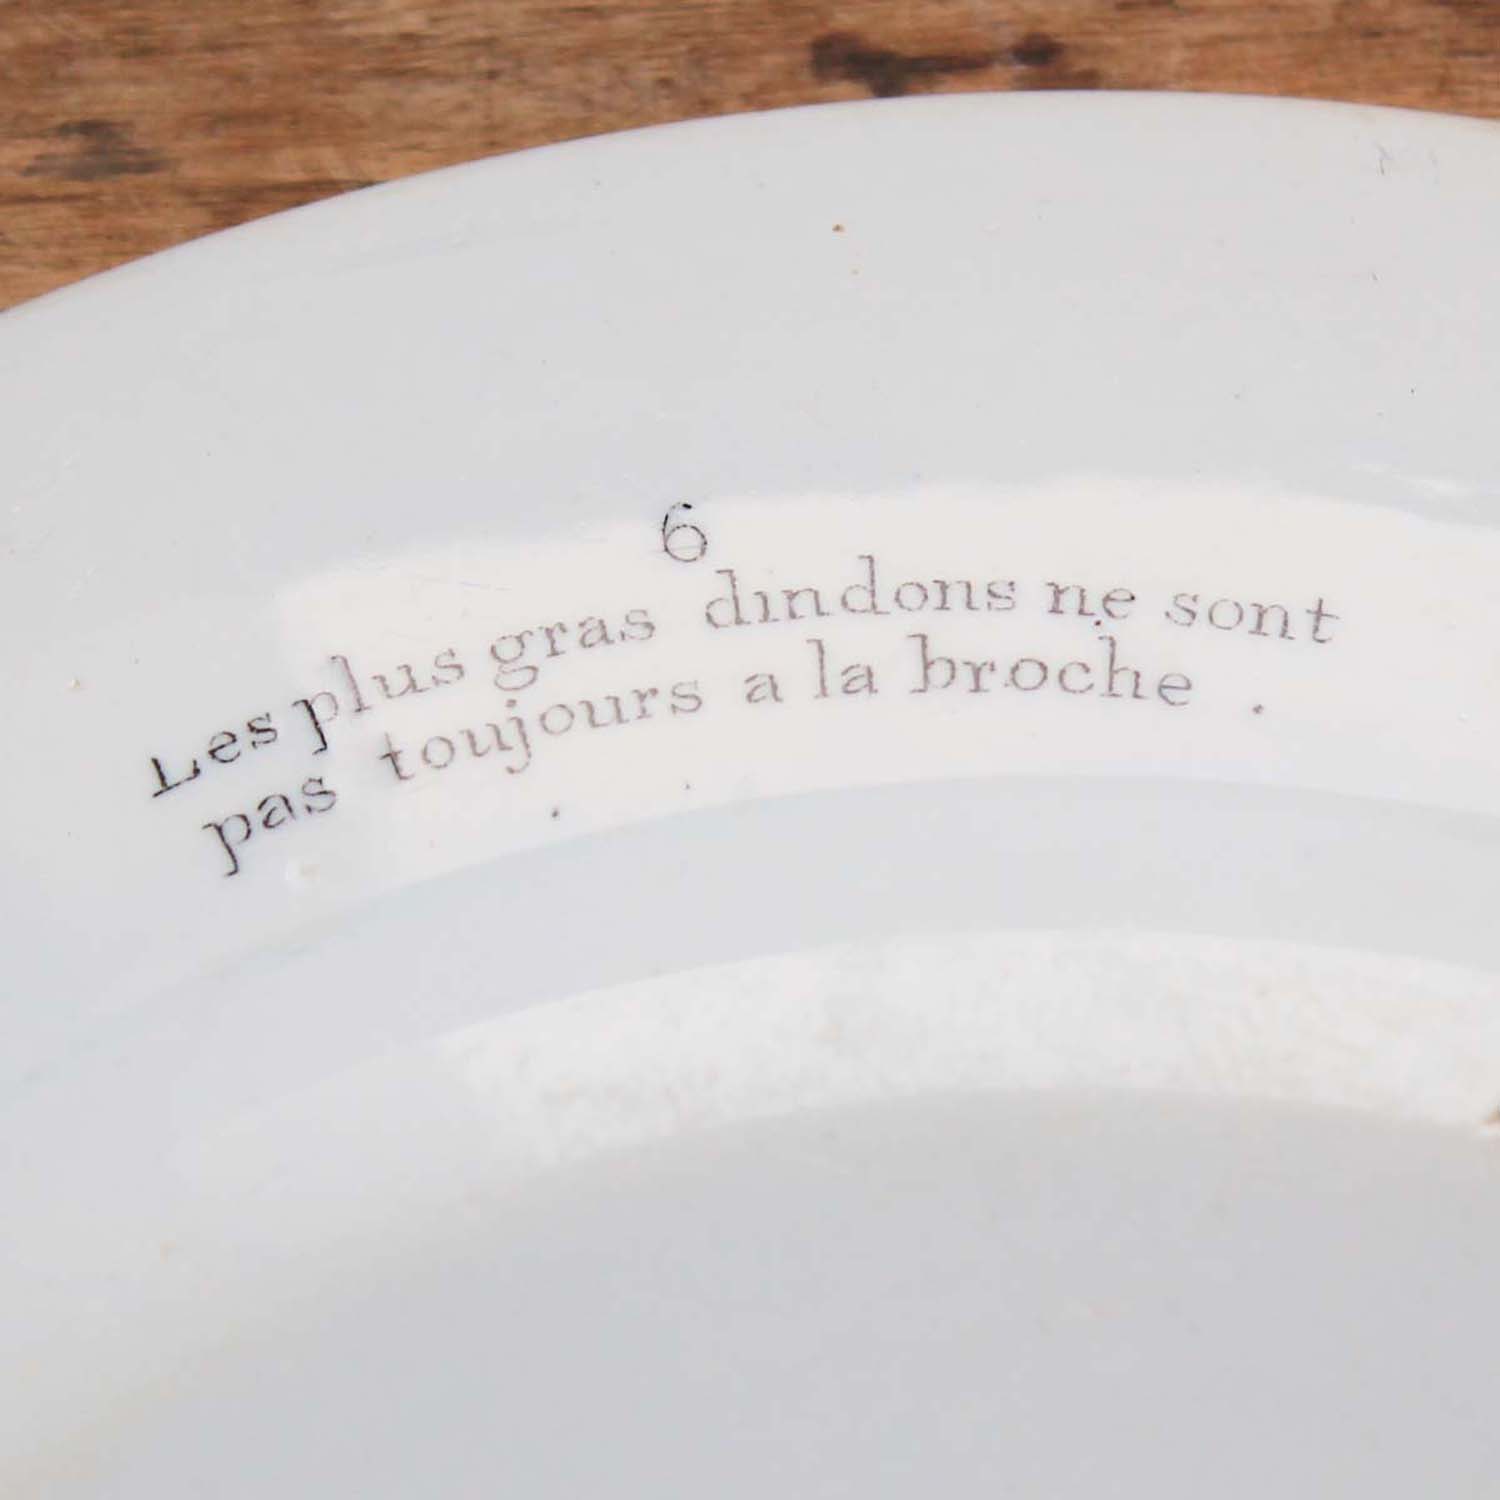 6
Les plus gras dindons ne sont
pas toujours a la broche .